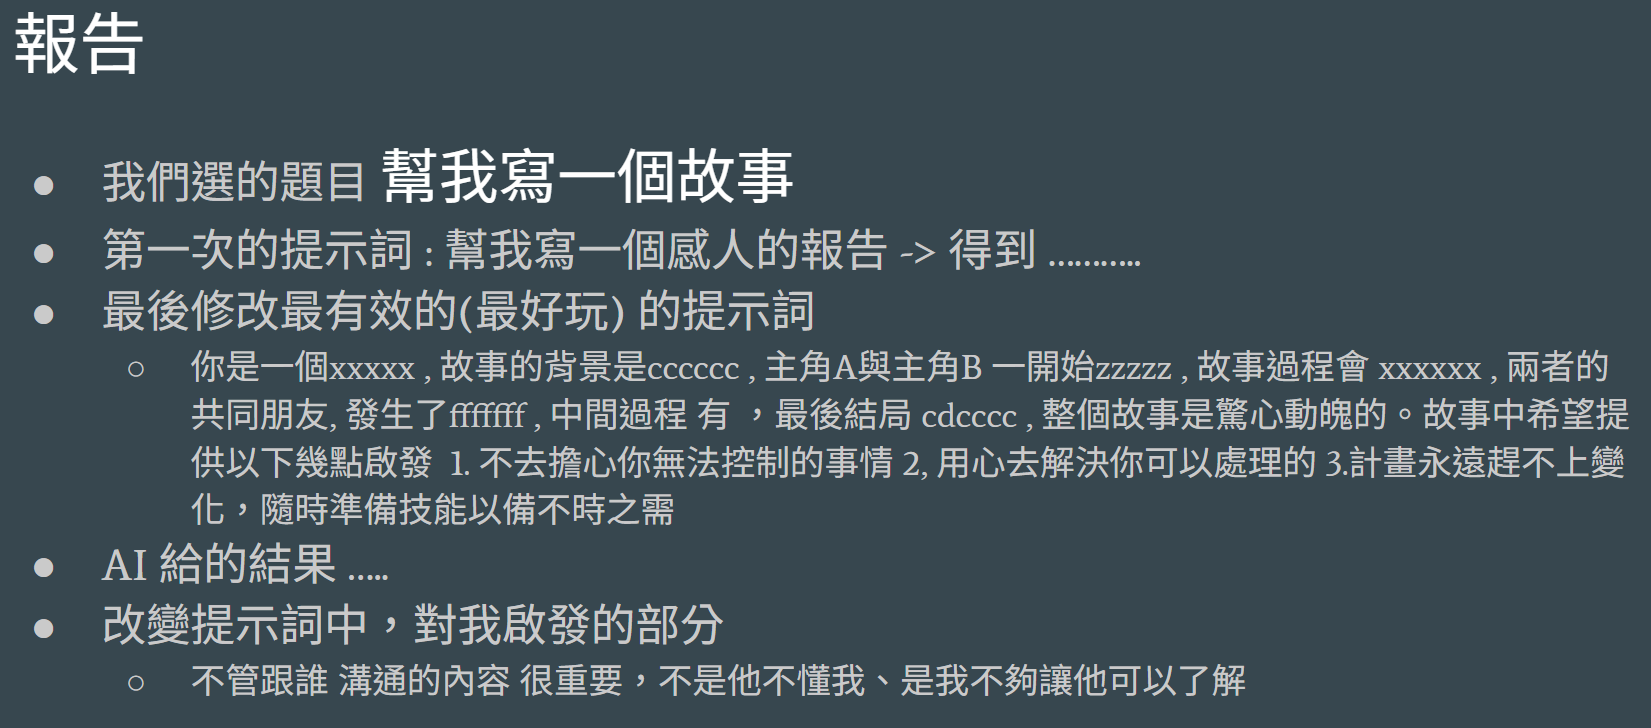 報告
● 我們選的題目 幫我寫一個故事
● 第一次的提示詞 : 幫我寫一個感人的報告 -> 得到 ...........
● 最後修改最有效的(最好玩) 的提示詞
○ 你是一個xxxxx , 故事的背景是cccccc , 主角A與主角B 一開始zzzzz , 故事過程會 xxxxxx , 兩者的
共同朋友, 發生了fffffff , 中間過程 有 ，最後結局 cdcccc , 整個故事是驚心動魄的。故事中希望提
供以下幾點啟發 1. 不去擔心你無法控制的事情 2, 用心去解決你可以處理的 3.計畫永遠趕不上變
化，隨時準備技能以備不時之需
● AI 給的結果 .....
● 改變提示詞中，對我啟發的部分
○ 不管跟誰 溝通的內容 很重要，不是他不懂我、是我不夠讓他可以了解